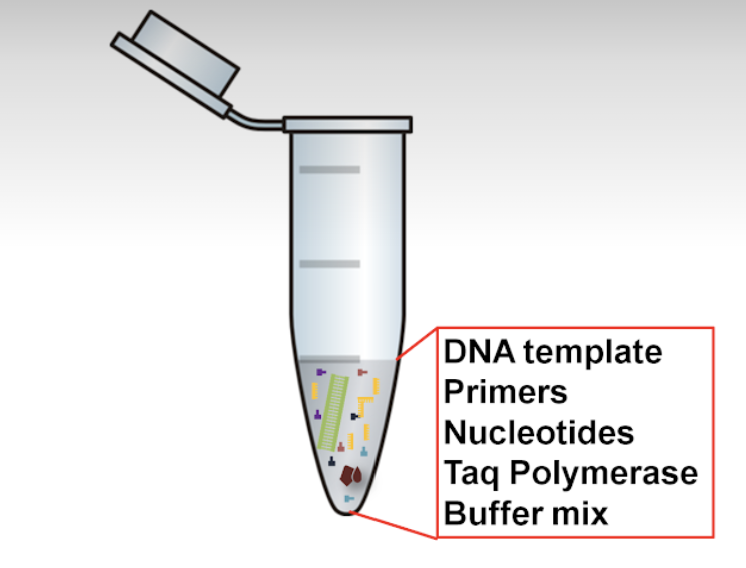 DNA template
Primers
Nucleotides
Taq Polymerase
Buffer mix